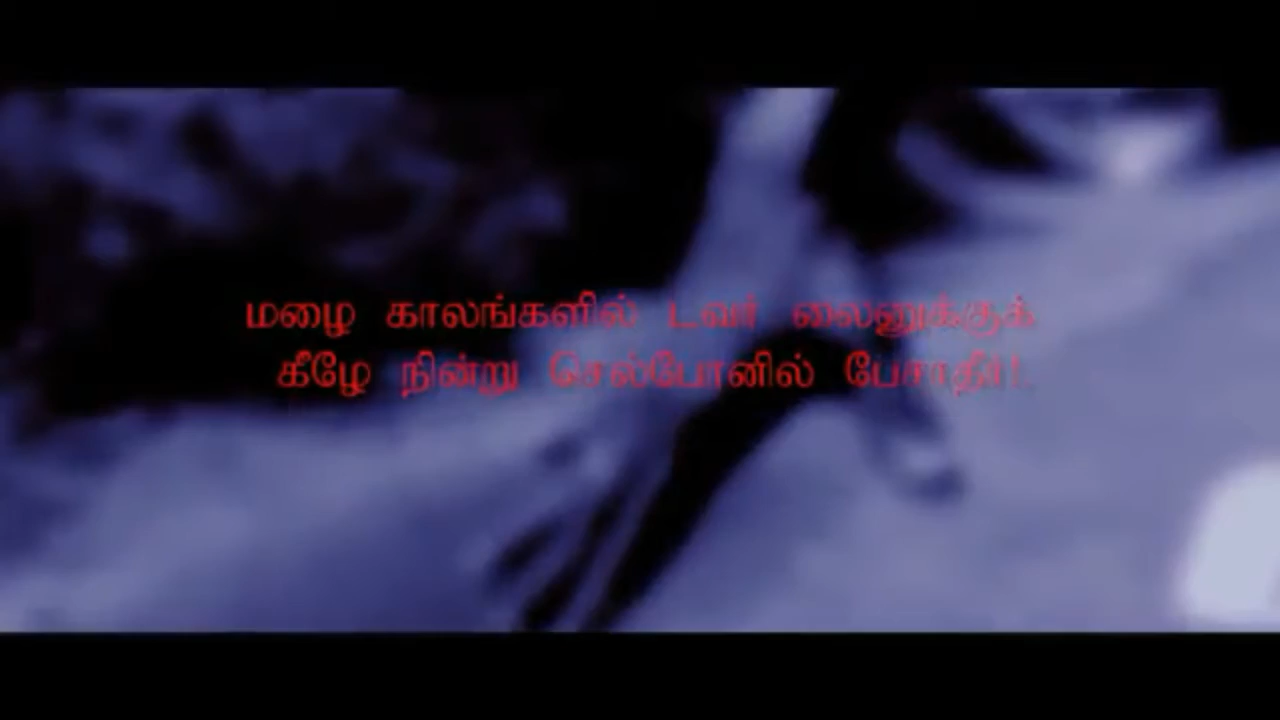 மழை காலங்களில் டவர் லைனுக்குக்
கீழே நின்று செல்போனில் பேசாதீர்!.